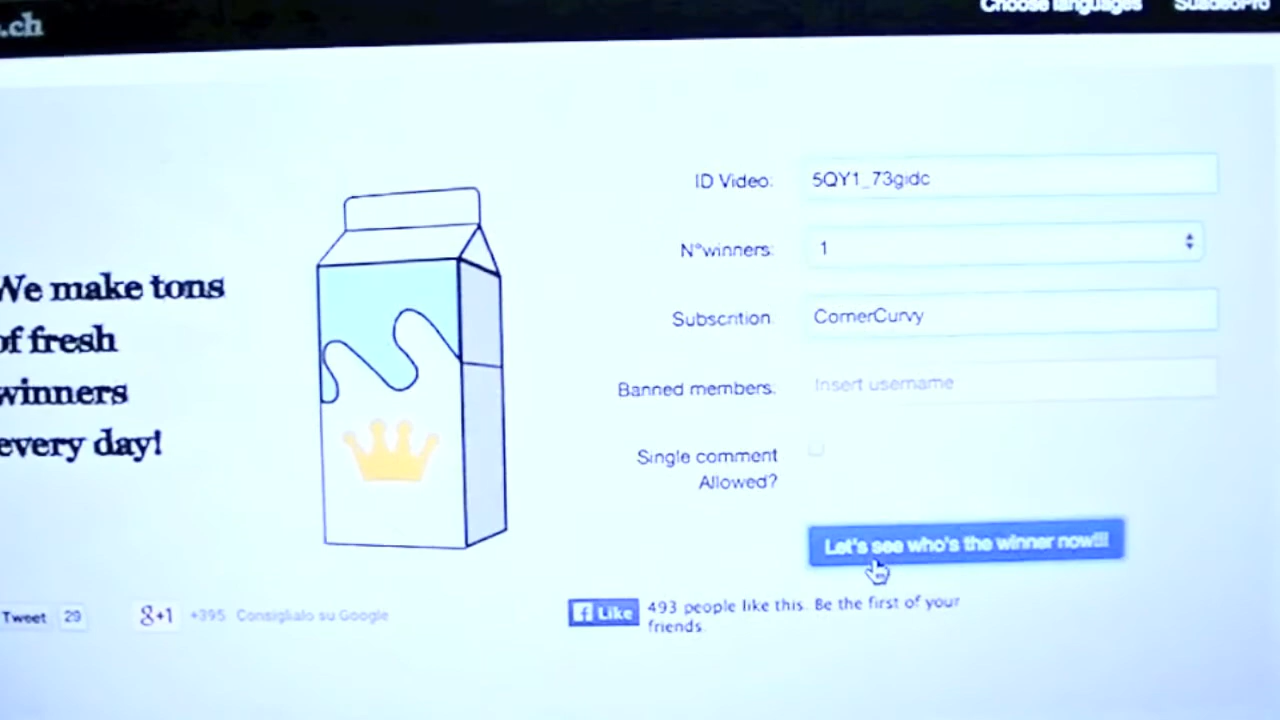 .ch
Choose languages
ID Video: 5QY1_73gidc
N°winners: 1
Subscrition: CornerCurvy
Banned members: Insert username
Single comment
Allowed?
Let's see who's the winner now!!!
We make tons
of fresh
winners
every day!
Tweet 29
g+1 +395 Consiglialo su Google
f Like 493 people like this. Be the first of your
friends.